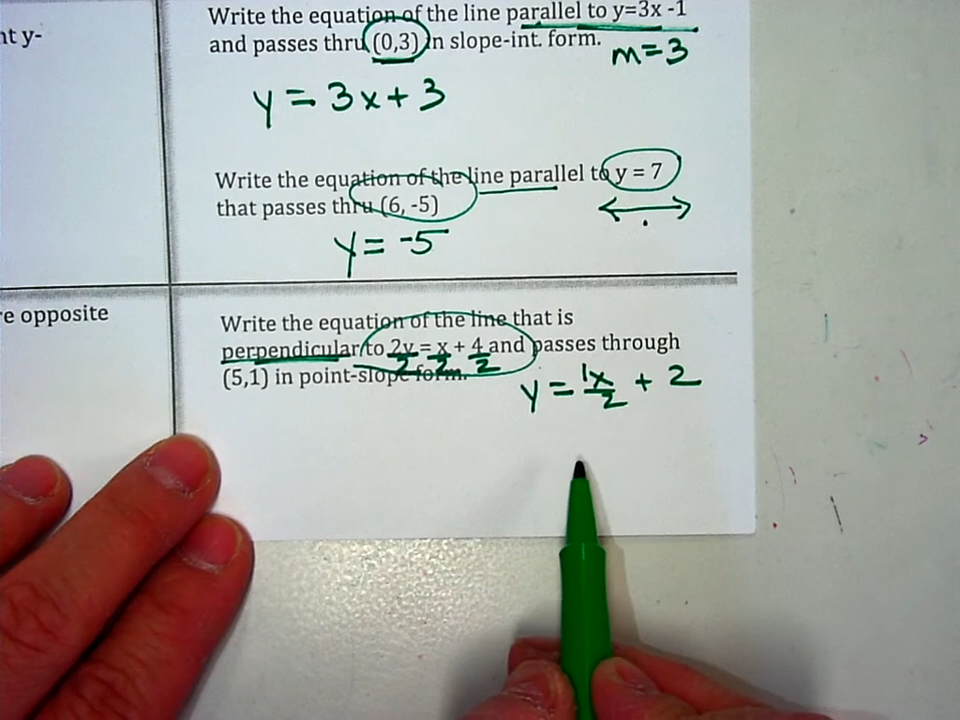 Write the equation of the line parallel to y=3x -1
and passes thru (0,3) in slope-int. form.
m=3
y = 3x + 3
nt y-
Write the equation of the line parallel to y = 7
that passes thru (6, -5)
y = -5
e opposite
Write the equation of the line that is
perpendicular to 2y = x + 4 and passes through
2 2 2
(5,1) in point-slope form.
y = 1x/2 + 2